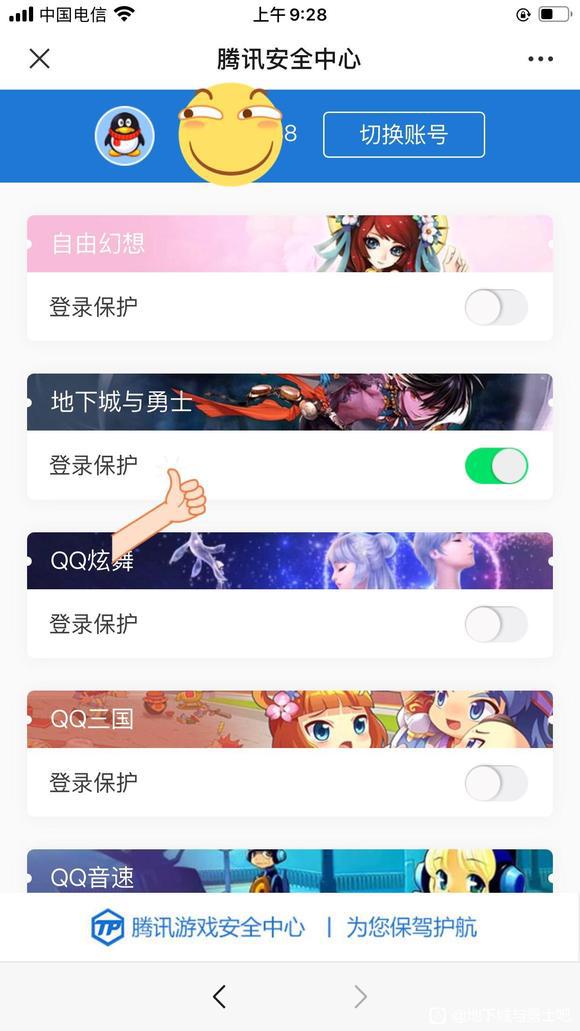 中国电信
上午9:28
腾讯安全中心
8
切换账号
自由幻想
登录保护
地下城与勇士
登录保护
QQ炫舞
登录保护
QQ三国
登录保护
QQ音速
TP 腾讯游戏安全中心 | 为您保驾护航
@地下城与勇士吧